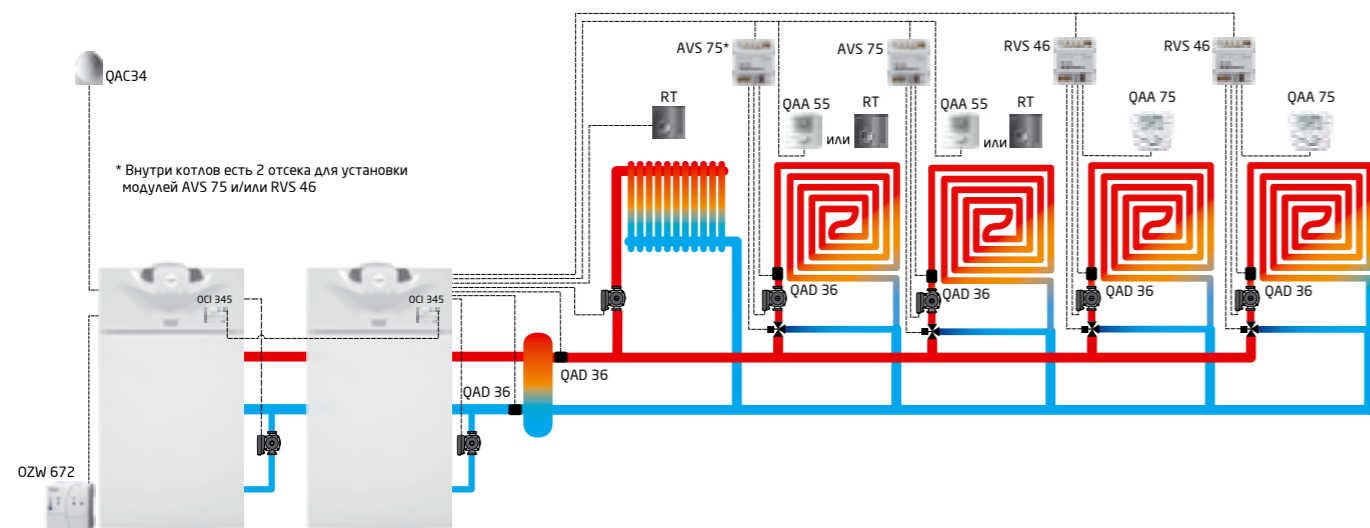 AVS 75*
AVS 75
RVS 46
RVS 46
QAC34
RT
QAA 55
или
RT
QAA 55
или
RT
QAA 75
QAA 75
* Внутри котлов есть 2 отсека для установки
модулей AVS 75 и/или RVS 46
OCI 345
OCI 345
QAD 36
QAD 36
QAD 36
QAD 36
QAD 36
QAD 36
OZW 672